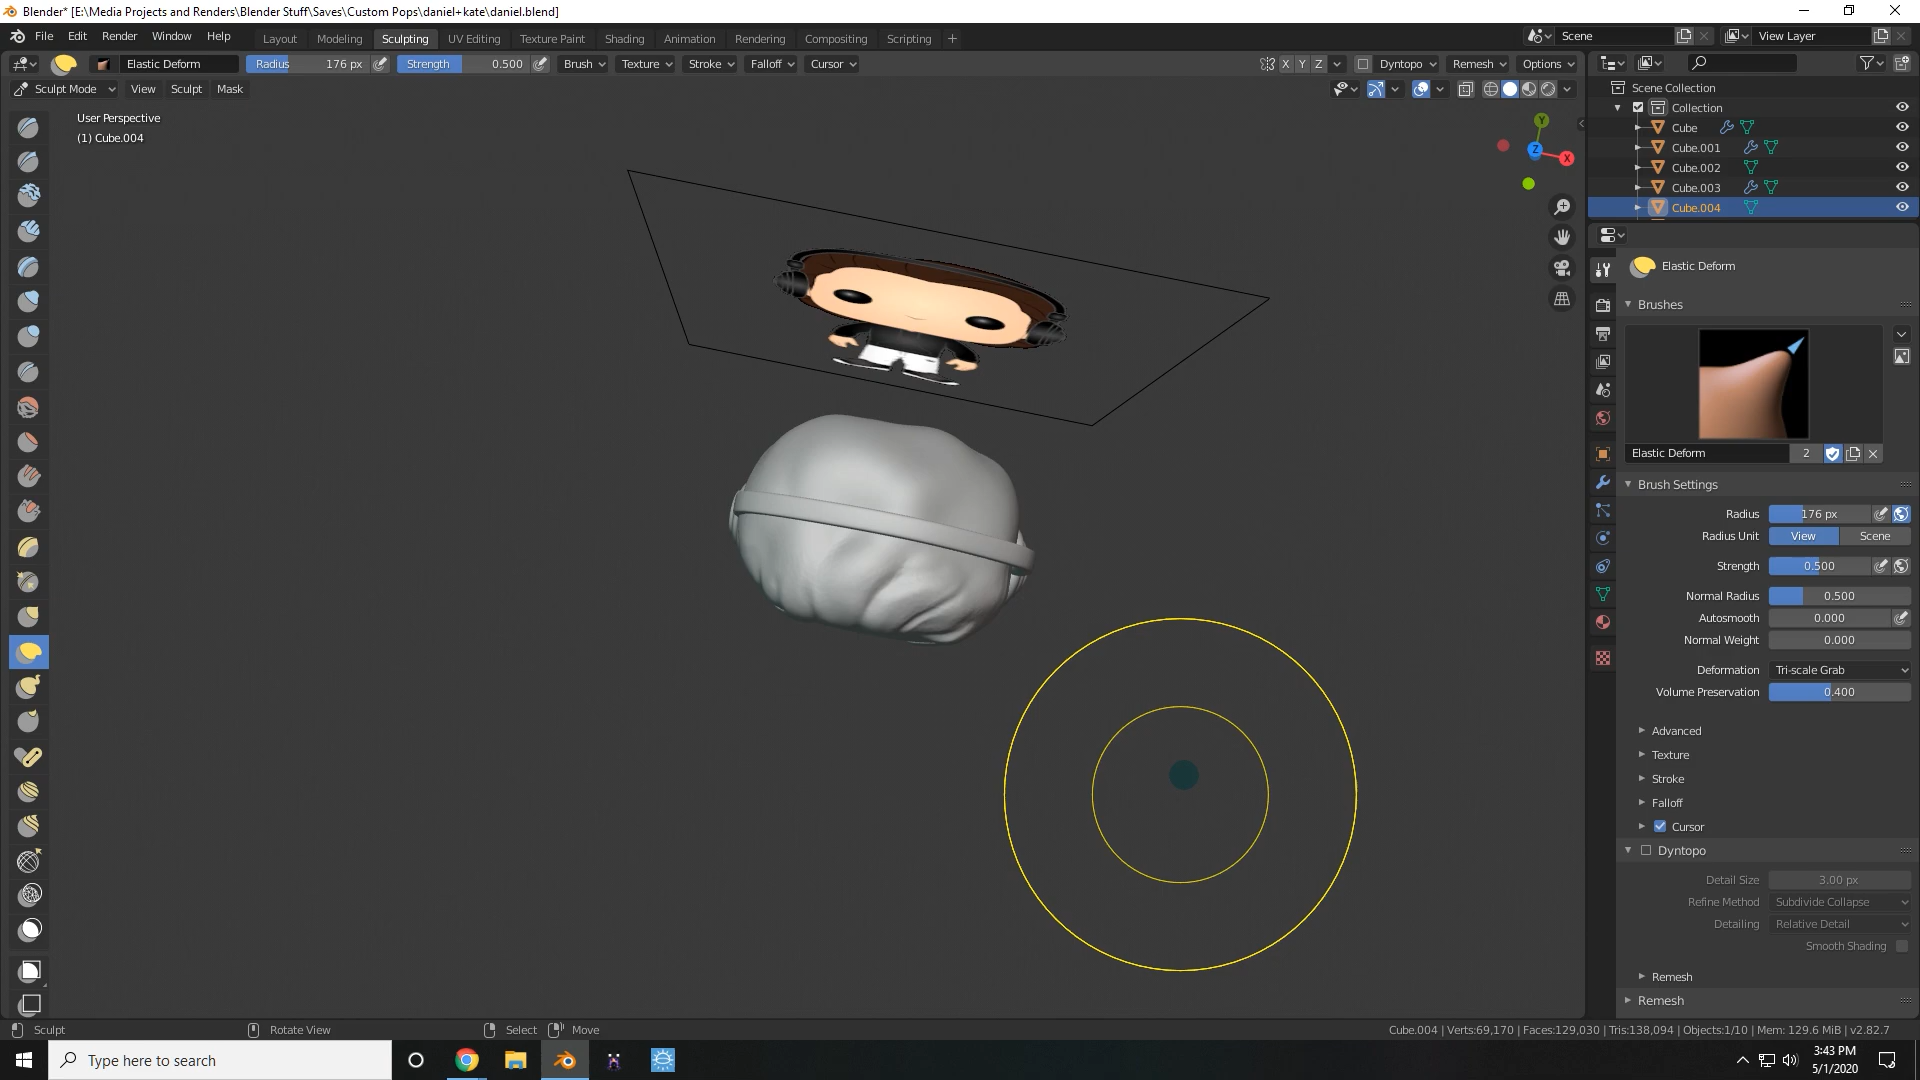 Blender* [E:\Media Projects and Renders\Blender Stuff\Saves\Custom Pops\daniel+kate\daniel.blend]
File Edit Render Window Help Layout Modeling Sculpting UV Editing Texture Paint Shading Animation Rendering Compositing Scripting + Scene View Layer
Elastic Deform Radius 176 px Strength 0.500 Brush Texture Stroke Falloff Cursor X Y Z Dyntopo Remesh Options
Sculpt Mode View Sculpt Mask
User Perspective
(1) Cube.004
Y
Z
X
Scene Collection
Collection
Cube
Cube.001
Cube.002
Cube.003
Cube.004
Elastic Deform
Brushes
Elastic Deform 2
Brush Settings
Radius 176 px
Radius Unit View Scene
Strength 0.500
Normal Radius 0.500
Autosmooth 0.000
Normal Weight 0.000
Deformation Tri-scale Grab
Volume Preservation 0.400
Advanced
Texture
Stroke
Falloff
Cursor
Dyntopo
Detail Size 3.00 px
Refine Method Subdivide Collapse
Detailing Relative Detail
Smooth Shading
Remesh
Remesh
Sculpt Rotate View Select Move Cube.004 | Verts:69,170 | Faces:129,030 | Tris:138,094 | Objects:1/10 | Mem: 129.6 MiB | v2.82.7
Type here to search
3:43 PM
5/1/2020